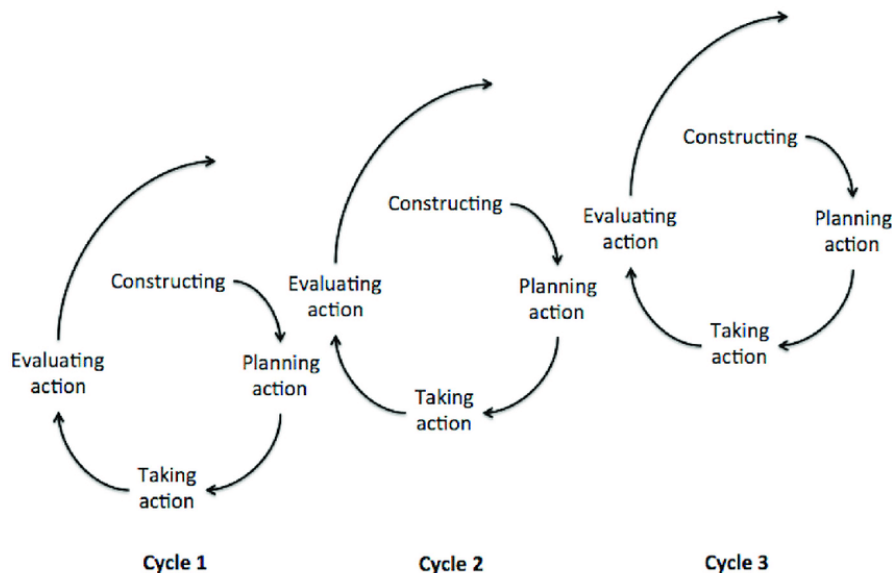 Constructing
Evaluating
action
Planning
action
Taking
action
Cycle 1
Constructing
Evaluating
action
Planning
action
Taking
action
Cycle 2
Constructing
Evaluating
action
Planning
action
Taking
action
Cycle 3